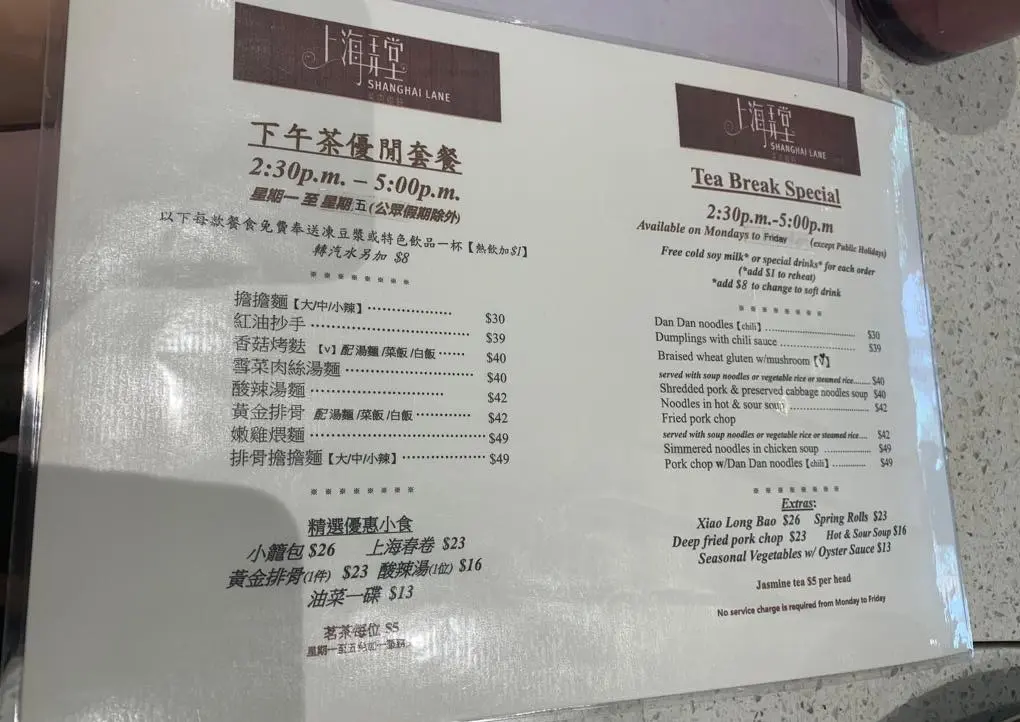 上海弄堂
SHANGHAI LANE
下午茶優閒套餐
2:30p.m. – 5:00p.m.
星期一 至 星期五(公眾假期除外)
以下每款餐食免費奉送凍豆漿或特色飲品一杯【熱飲加$1】
轉汽水另加 $8
※ ※ ※ ※ ※ ※ ※ ※
擔擔麵【大/中/小辣】 $30
紅油抄手 $39
香菇烤麩 【v】配湯麵/菜飯/白飯 $40
雪菜肉絲湯麵 $40
酸辣湯麵 $42
黃金排骨 配湯麵/菜飯/白飯 $42
嫩雞煨麵 $49
排骨擔擔麵【大/中/小辣】 $49
※ ※ ※ ※ ※ ※ ※ ※
精選優惠小食
小籠包 $26 上海春卷 $23
黃金排骨(1件) $23 酸辣湯(1位) $16
油菜一碟 $13
茗茶每位 $5
星期一至五免加一
上海弄堂
SHANGHAI LANE
Tea Break Special
2:30p.m.-5:00p.m
Available on Mondays to Friday (except Public Holidays)
Free cold soy milk* or special drinks* for each order
(*add $1 to reheat)
*add $8 to change to soft drink
※ ※ ※ ※ ※ ※ ※ ※
Dan Dan noodles【chili】 $30
Dumplings with chili sauce $39
Braised wheat gluten w/mushroom【V】
served with soup noodles or vegetable rice or steamed rice........ $40
Shredded pork & preserved cabbage noodles soup $40
Noodles in hot & sour soup $42
Fried pork chop
served with soup noodles or vegetable rice or steamed rice.... $42
Simmered noodles in chicken soup $49
Pork chop w/Dan Dan noodles【chili】 $49
※ ※ ※ ※ ※ ※ ※ ※
Extras:
Xiao Long Bao $26 Spring Rolls $23
Deep fried pork chop $23 Hot & Sour Soup $16
Seasonal Vegetables w/ Oyster Sauce $13
Jasmine tea $5 per head
No service charge is required from Monday to Friday